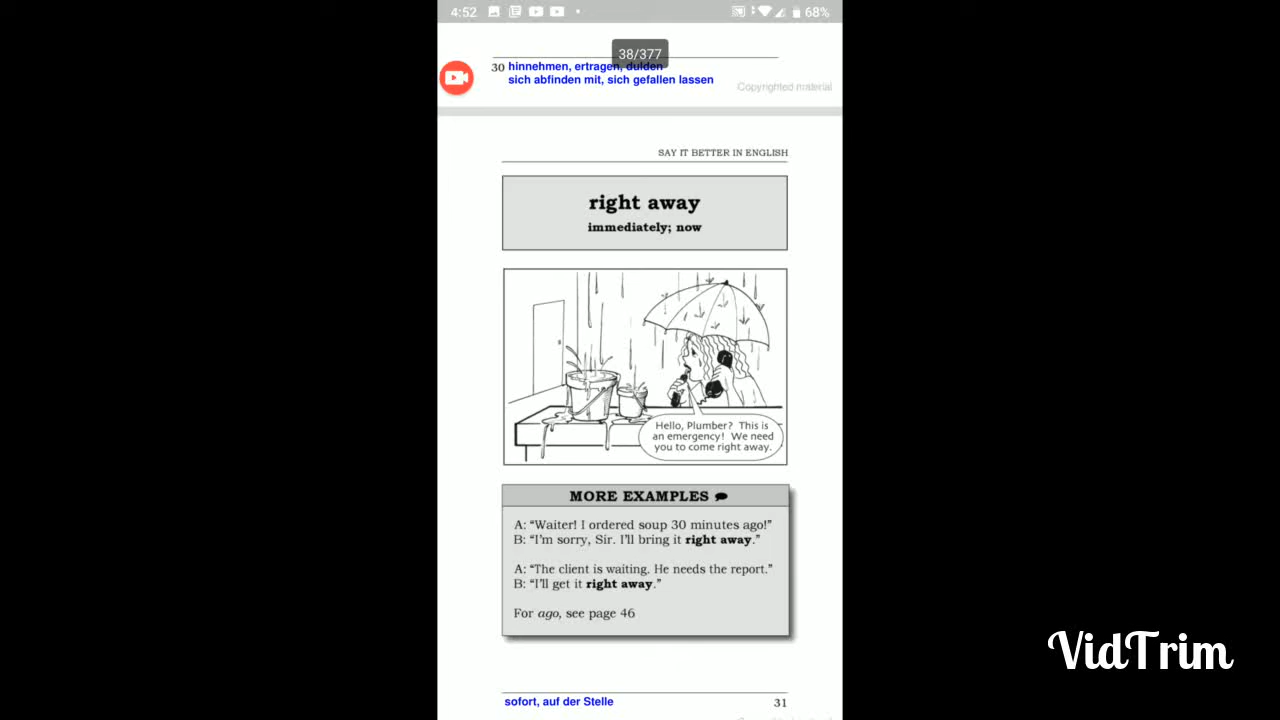 4:52
68%
38/377
30 hinnehmen, ertragen, dulden
sich abfinden mit, sich gefallen lassen
Copyrighted material
SAY IT BETTER IN ENGLISH
right away
immediately; now
Hello, Plumber? This is
an emergency! We need
you to come right away.
MORE EXAMPLES
A: “Waiter! I ordered soup 30 minutes ago!”
B: “I’m sorry, Sir. I’ll bring it right away.”
A: “The client is waiting. He needs the report.”
B: “I’ll get it right away.”
For ago, see page 46
VidTrim
sofort, auf der Stelle
31